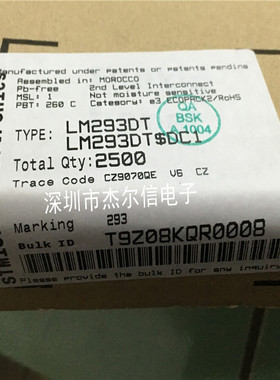 Manufactured under patents or patents pending
Assembled in: MOROCCO
Pb-free 2nd Level Interconnect
MSL: 1 Not moisture sensitive
PBT: 260 C Category: e3 ECOPACK2/RoHS
QA
BSK
A-1004
TYPE: LM293DT
LM293DT$DC1
Total Qty: 2500
Trace Code CZ9070QE V6 CZ
深圳市杰尔信电子
Marking 293
Bulk ID T9Z08KQR0008
Please provide the bulk ID for any inquiry